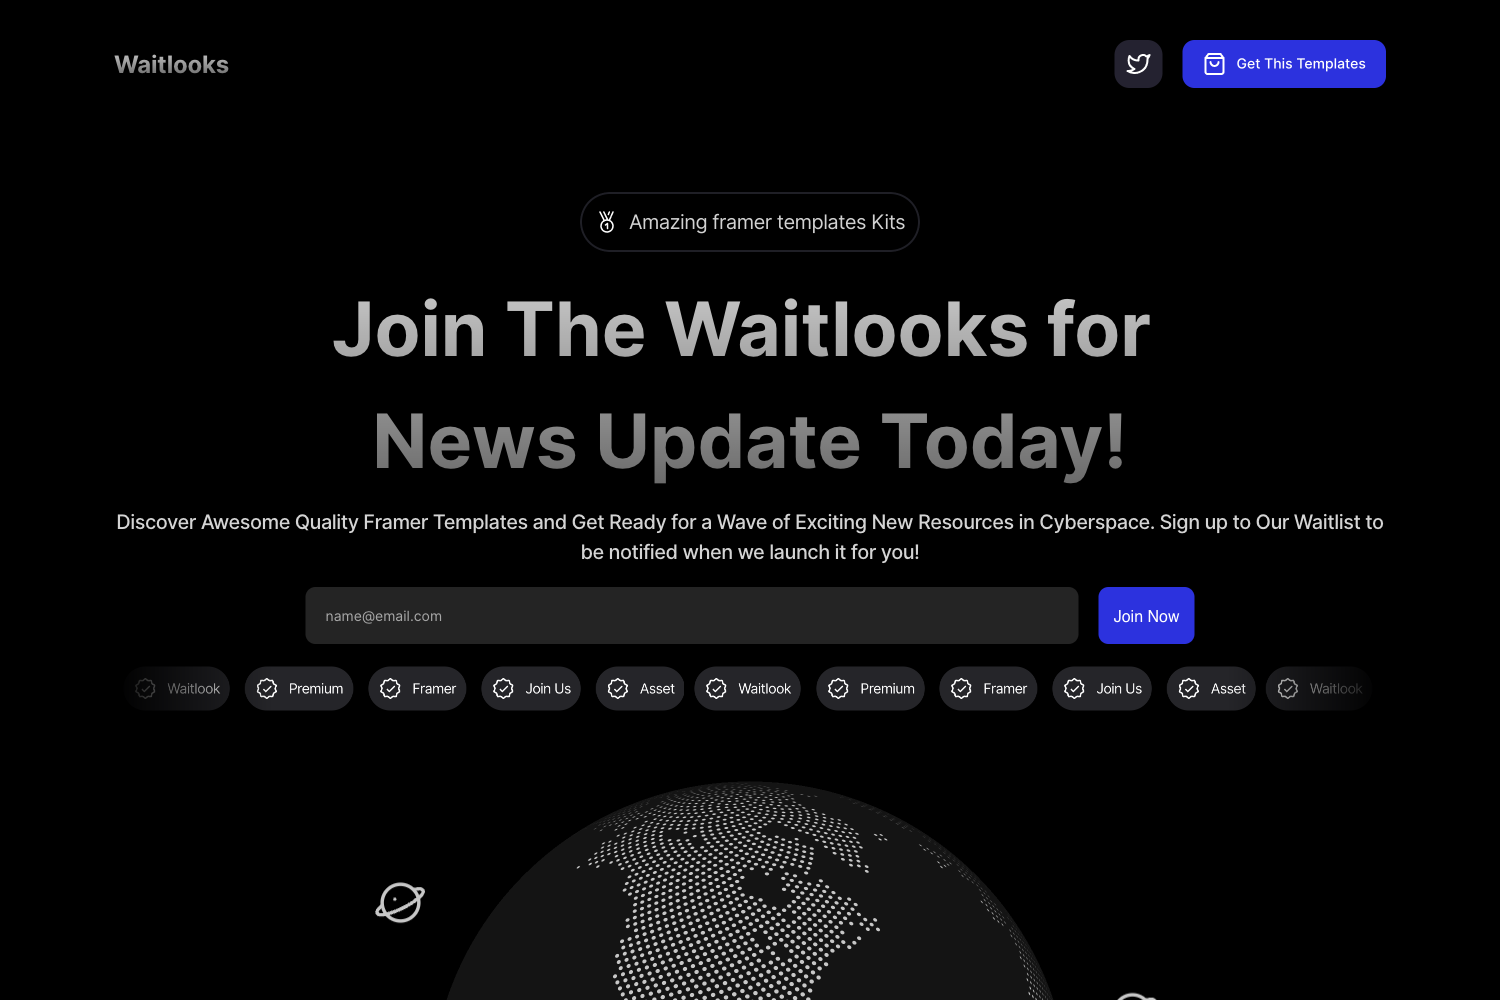 Waitlooks
Get This Templates
Amazing framer templates Kits
Join The Waitlooks for
News Update Today!
Discover Awesome Quality Framer Templates and Get Ready for a Wave of Exciting New Resources in Cyberspace. Sign up to Our Waitlist to
be notified when we launch it for you!
name@email.com
Join Now
Waitlook Premium Framer Join Us Asset Waitlook Premium Framer Join Us Asset Waitlook